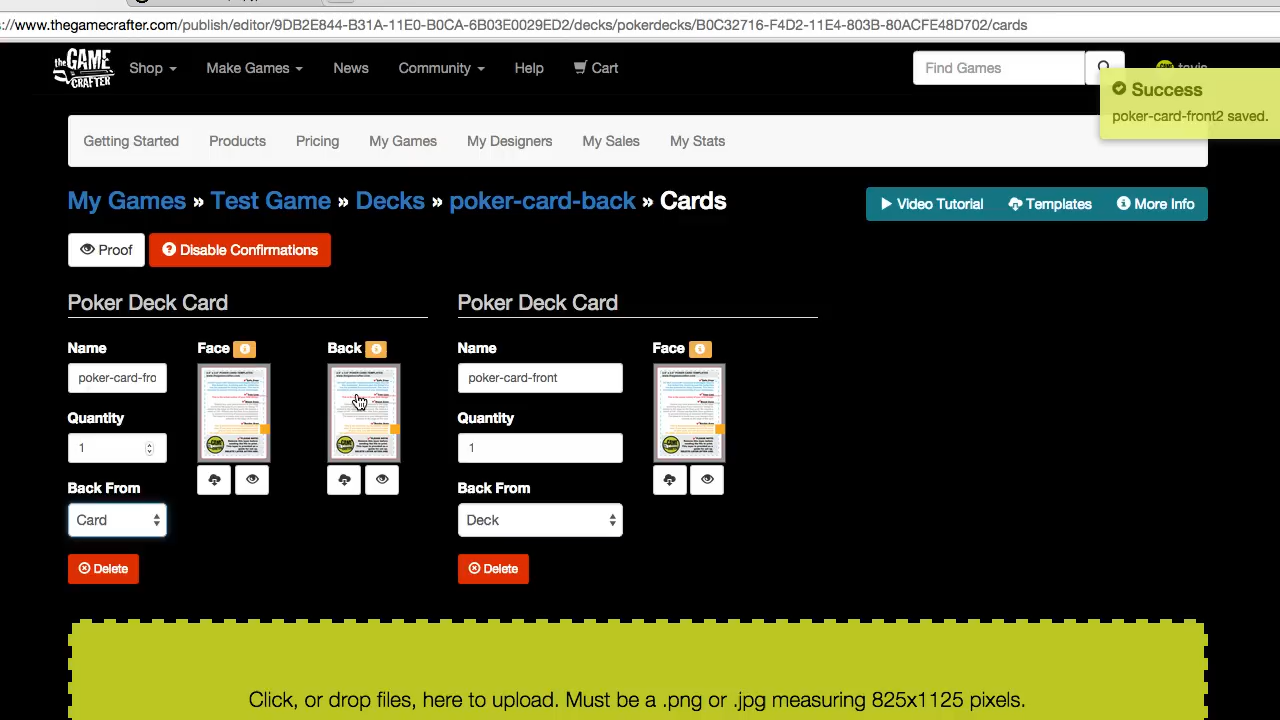 ://www.thegamecrafter.com/publish/editor/9DB2E844-B31A-11E0-B1CA-6B03E0029ED2/decks/pokerdecks/B0C32716-F4D2-11E4-803B-80ACFE48D702/cards
the GAME CRAFTER Shop Make Games News Community Help Cart Find Games
Success
poker-card-front2 saved.
Getting Started Products Pricing My Games My Designers My Sales My Stats
My Games » Test Game » Decks » poker-card-back » Cards
Video Tutorial Templates More Info
Proof Disable Confirmations
Poker Deck Card
Name Face Back
poker-card-fro
Quantity
1
Back From
Card
Delete
Poker Deck Card
Name Face
poker-card-front
Quantity
1
Back From
Deck
Delete
Click, or drop files, here to upload. Must be a .png or .jpg measuring 825x1125 pixels.